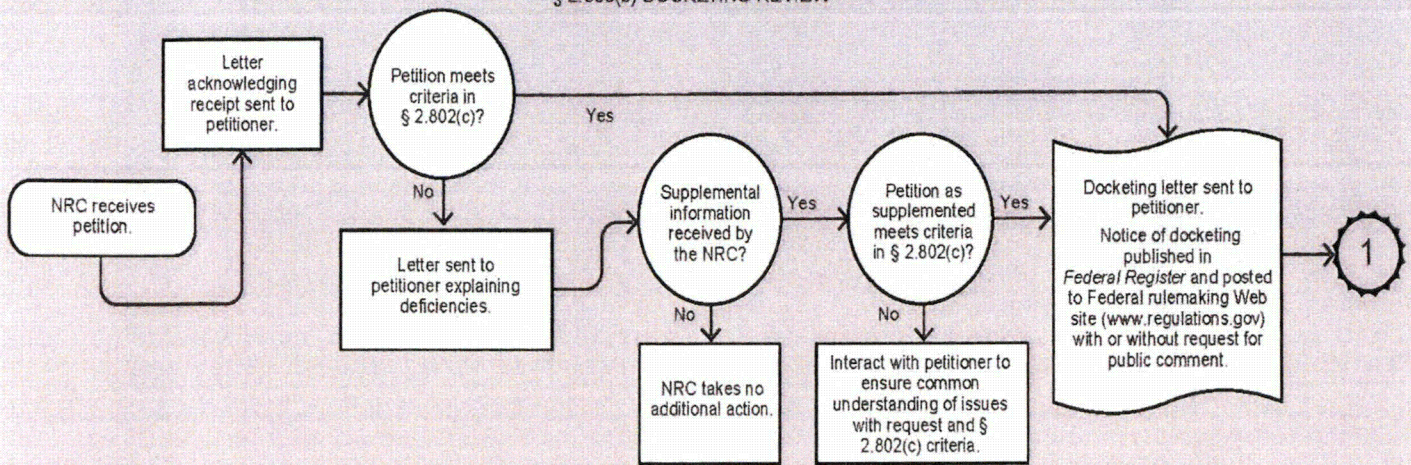 Letter
acknowledging
receipt sent to
petitioner.
Petition meets
criteria in
§ 2.802(c)?
Yes
NRC receives
petition.
No
Letter sent to
petitioner explaining
deficiencies.
Supplemental
information
received by
the NRC?
Yes
No
NRC takes no
additional action.
Petition as
supplemented
meets criteria
in § 2.802(c)?
Yes
No
Interact with petitioner to
ensure common
understanding of issues
with request and §
2.802(c) criteria.
Docketing letter sent to
petitioner.
Notice of docketing
published in
Federal Register and posted
to Federal rulemaking Web
site (www.regulations.gov)
with or without request for
public comment.
1